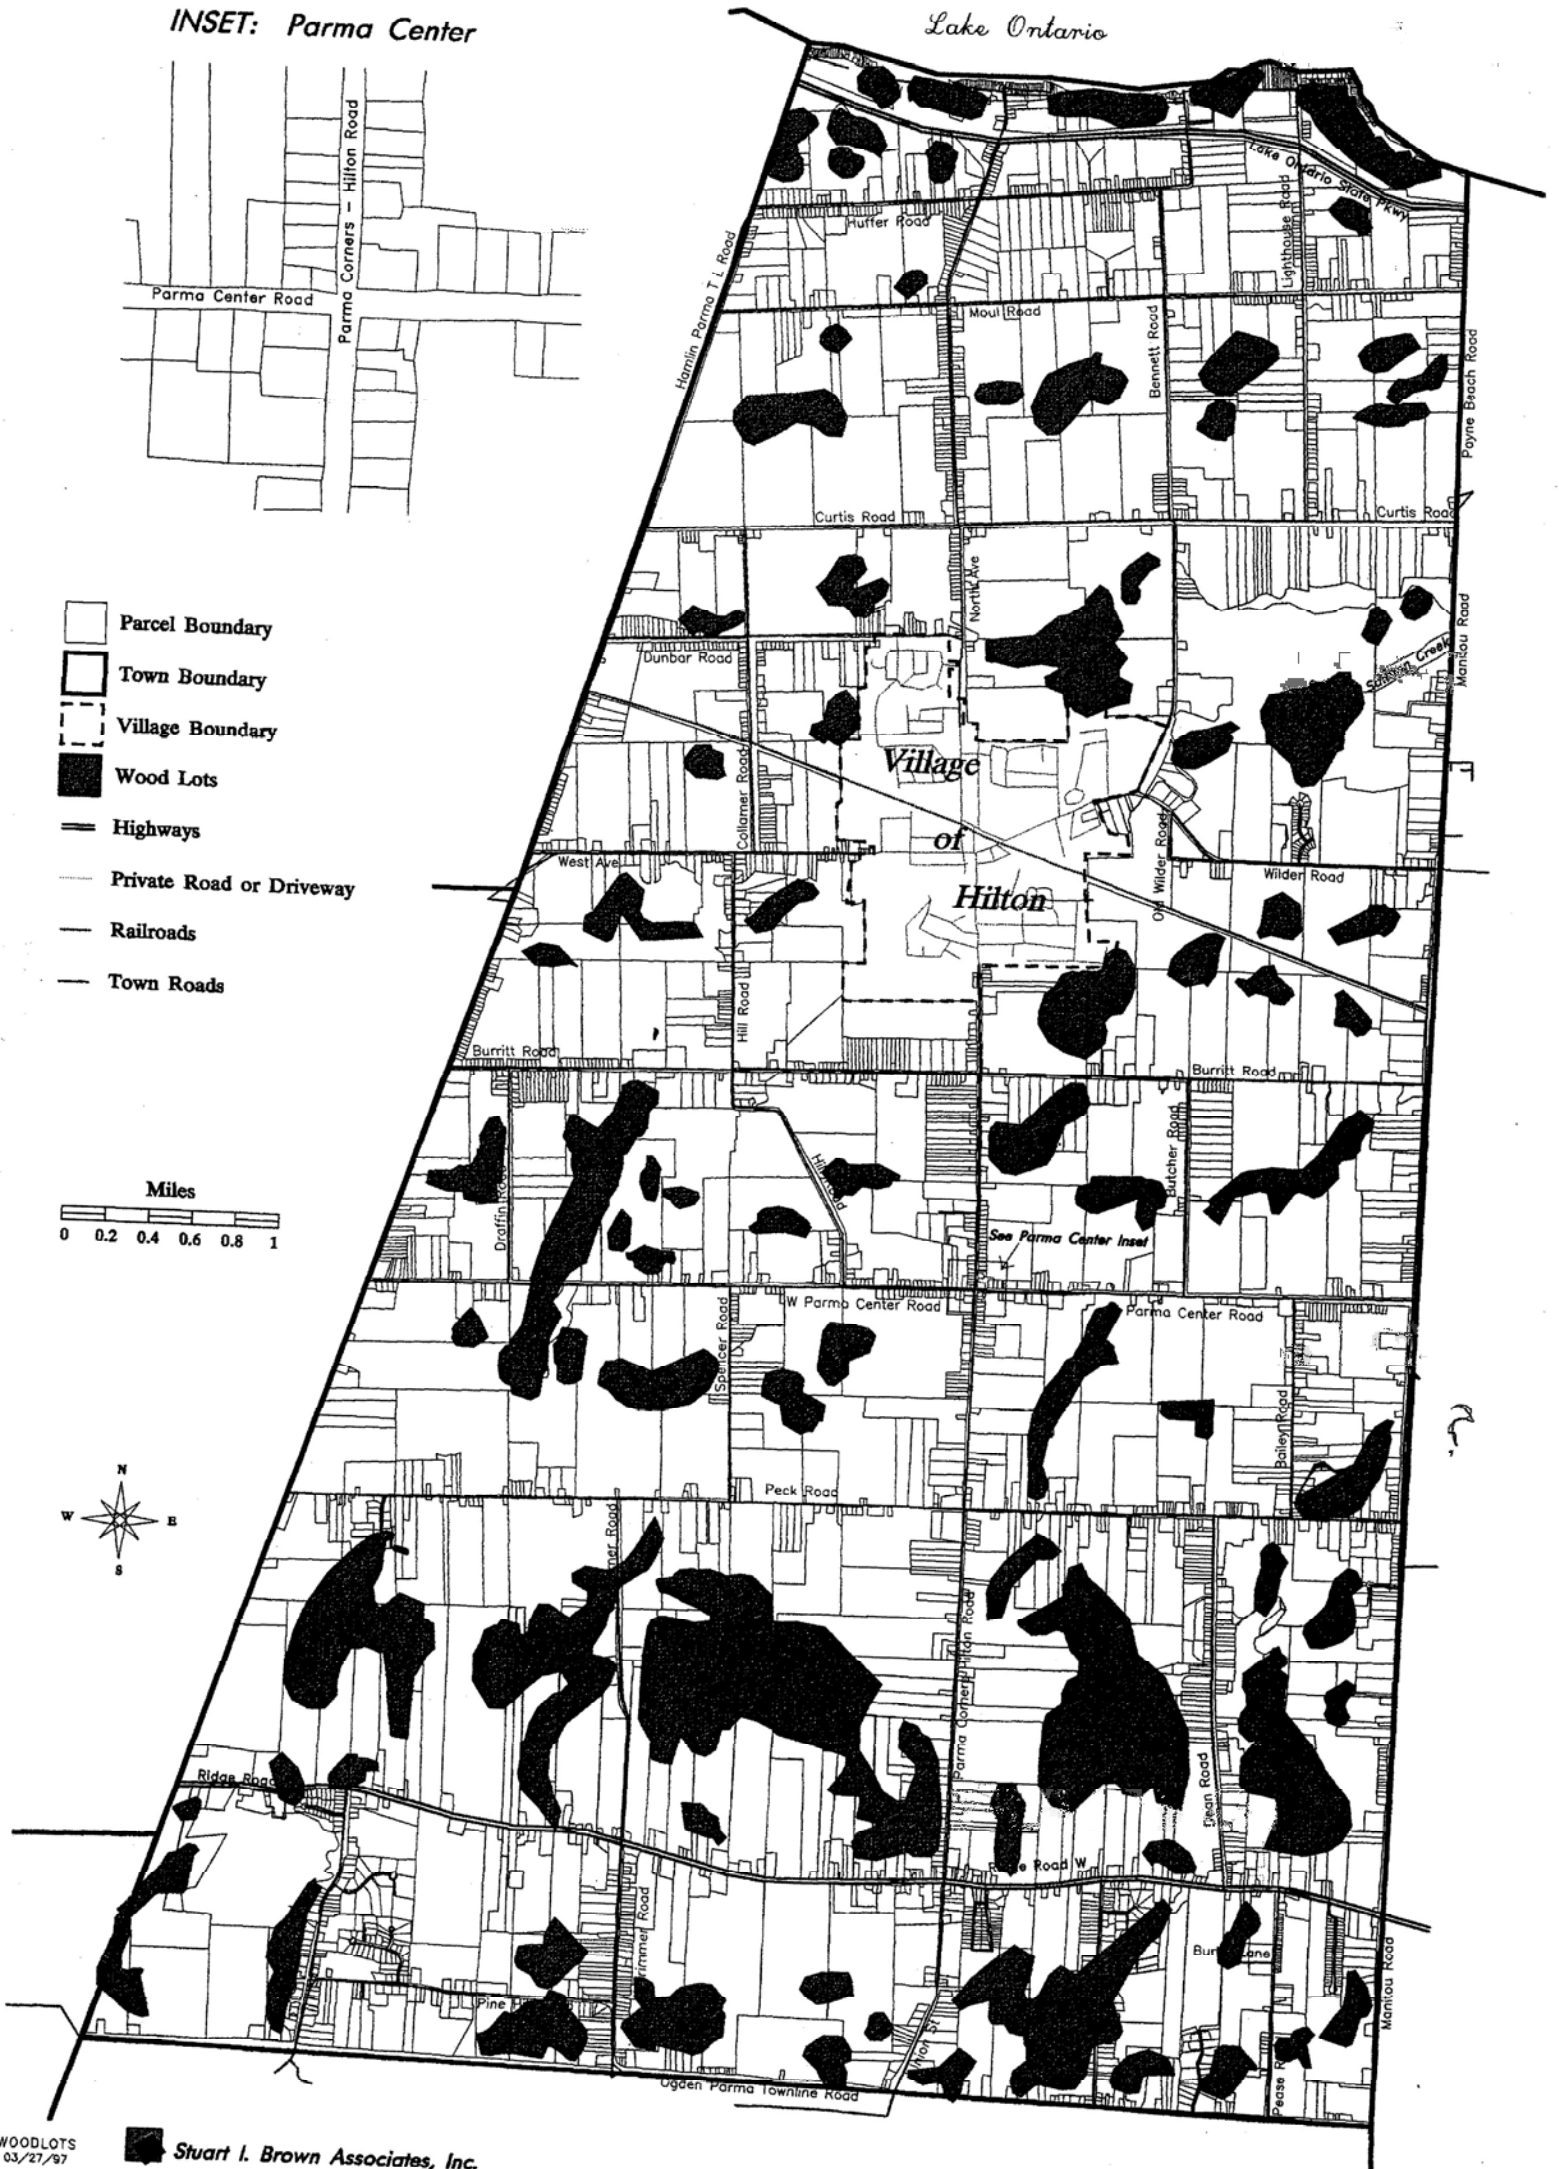 INSET: Parma Center
Lake Ontario
Parma Corners - Hilton Road
Parma Center Road
Lake Ontario State Pkwy
Huffer Road
Lighthouse Road
Hamlin Parma T L Road
Moul Road
Bennett Road
Payne Beach Road
Curtis Road
Curtis Road
North Ave
Manitou Road
Salmon Creek
Parcel Boundary
Town Boundary
Village Boundary
Wood Lots
Highways
Private Road or Driveway
Railroads
Town Roads
Dunbar Road
Collamer Road
Village
of
Hilton
West Ave
Old Wilder Road
Wilder Road
Hill Road
Burritt Road
Burritt Road
Butcher Road
Draffin Road
Hill Road
See Parma Center Inset
Miles
0 0.2 0.4 0.6 0.8 1
W Parma Center Road
Parma Center Road
Spencer Road
Bailey Road
Peck Road
N
W E
S
Parma Corners Hilton Road
Dean Road
Ridge Road
Ridge Road W
Trimmer Road
Manitou Road
Union St
Pease R
Ogden Parma Townline Road
WOODLOTS
03/27/97
Stuart I. Brown Associates, Inc.